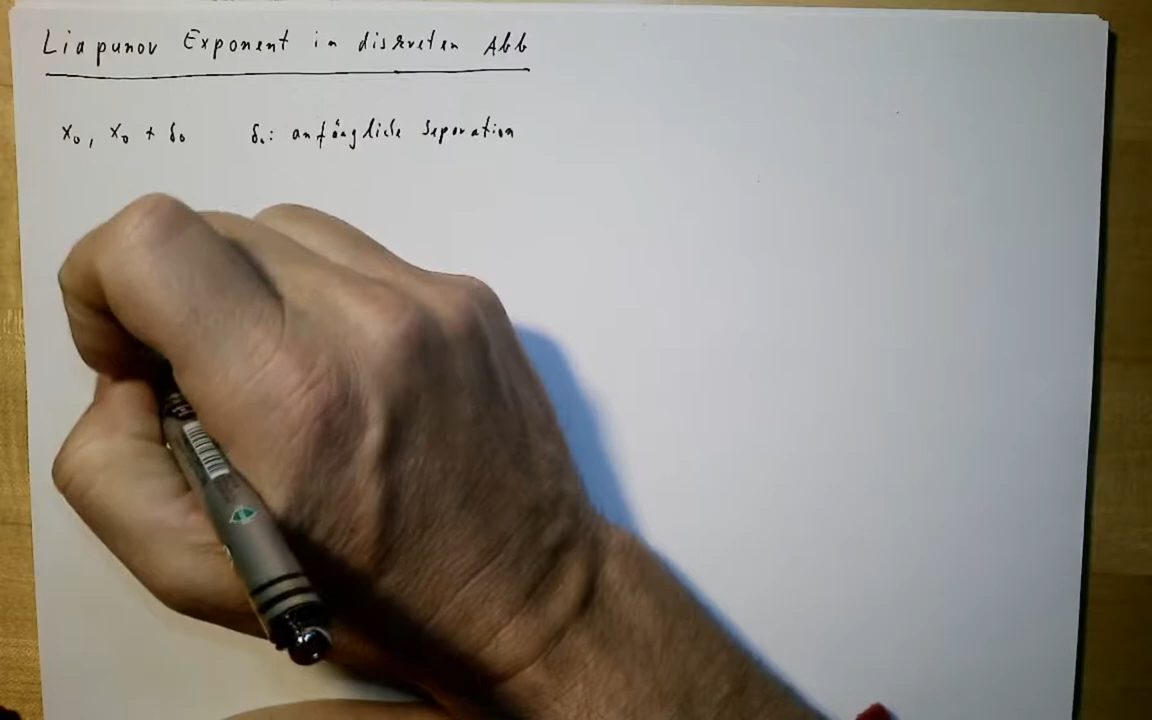 Liapunov Exponent in diskreten Abb
x₀, x₀ + δ₀ δ₀: anfängliche Separation